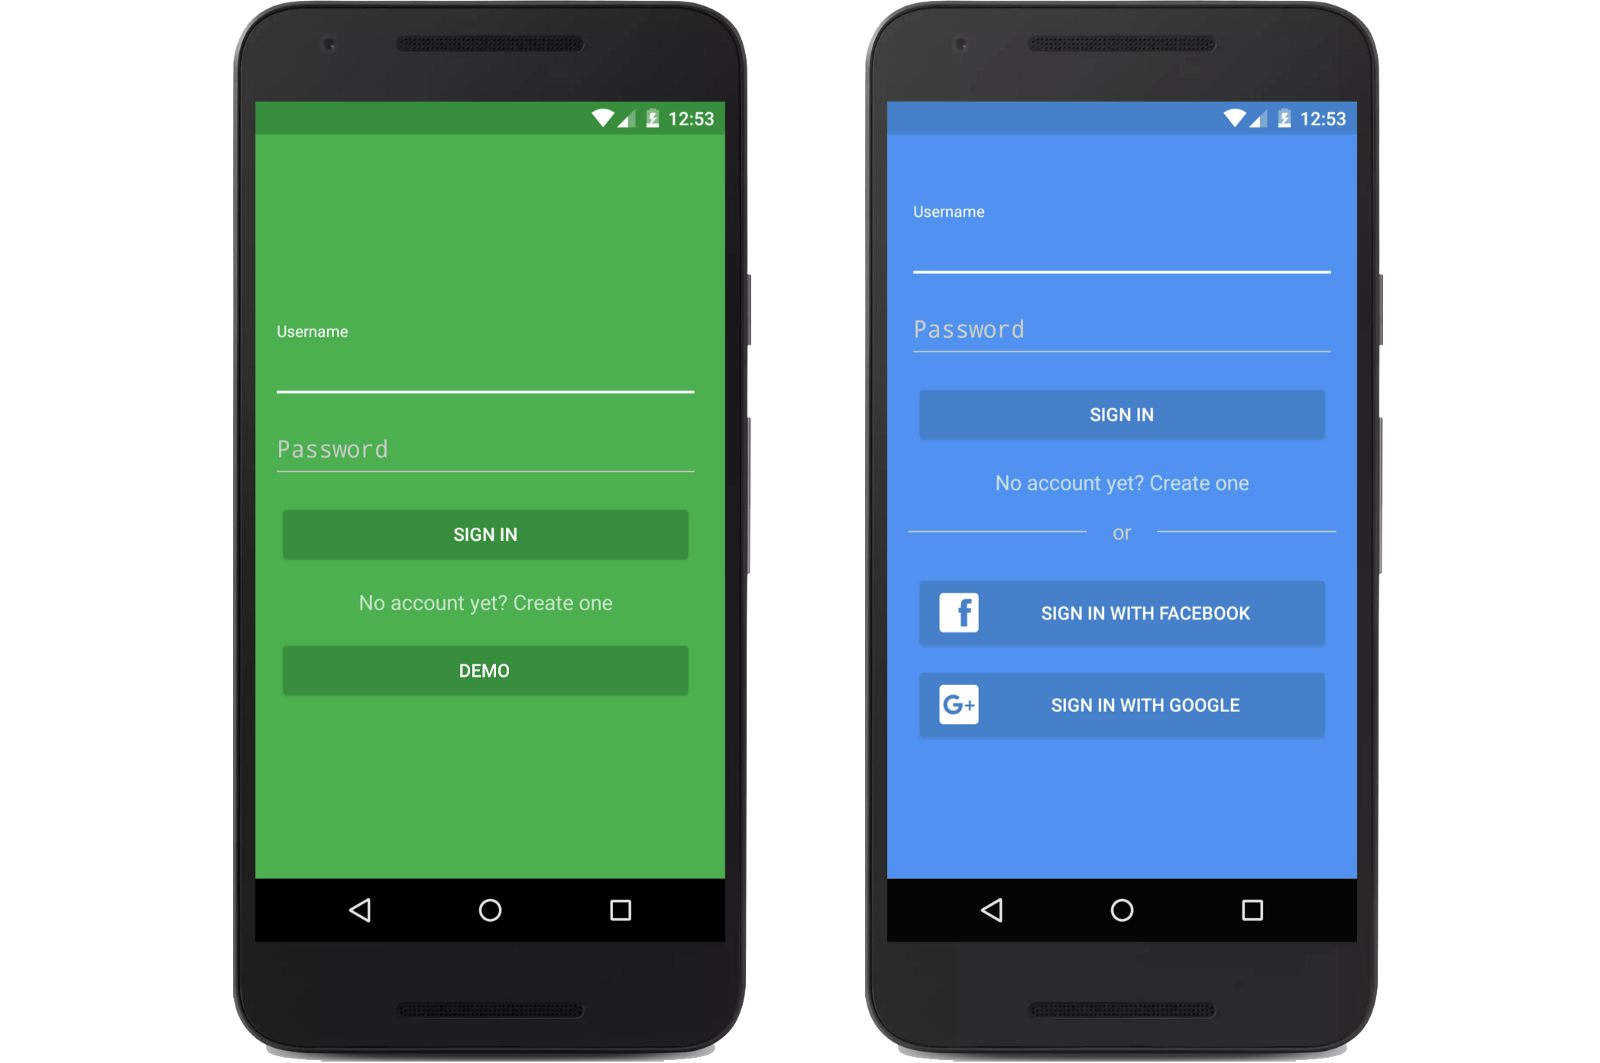 12:53
Username
Password
SIGN IN
No account yet? Create one
DEMO
12:53
Username
Password
SIGN IN
No account yet? Create one
or
f SIGN IN WITH FACEBOOK
G+ SIGN IN WITH GOOGLE